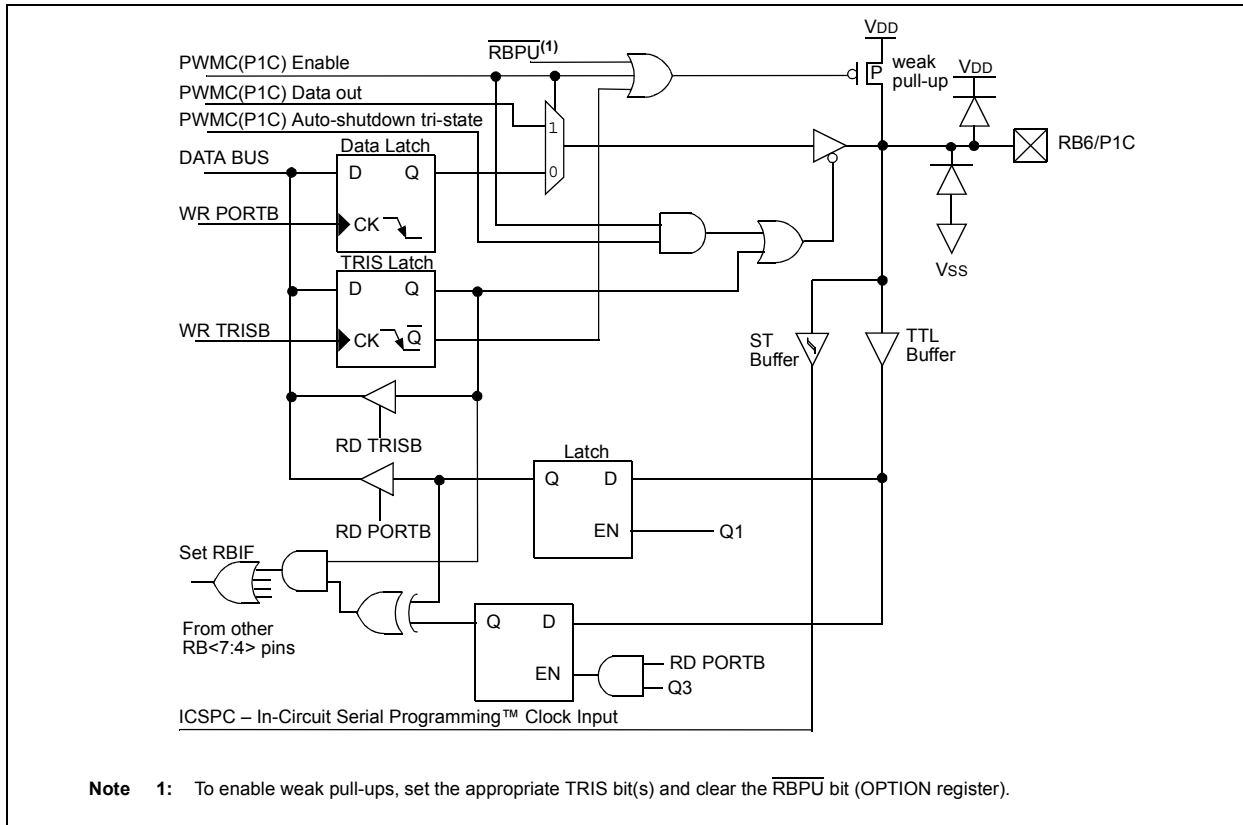 VDD
RBPU(1)
PWMC(P1C) Enable
P
weak
pull-up
VDD
PWMC(P1C) Data out
PWMC(P1C) Auto-shutdown tri-state
1
0
Data Latch
DATA BUS
D Q
RB6/P1C
WR PORTB
CK
VSS
TRIS Latch
D Q
WR TRISB
CK Q
ST
Buffer
TTL
Buffer
RD TRISB
Latch
Q D
EN
Q1
RD PORTB
Set RBIF
From other
RB<7:4> pins
Q D
EN
RD PORTB
Q3
ICSPC – In-Circuit Serial Programming™ Clock Input
Note 1: To enable weak pull-ups, set the appropriate TRIS bit(s) and clear the RBPU bit (OPTION register).